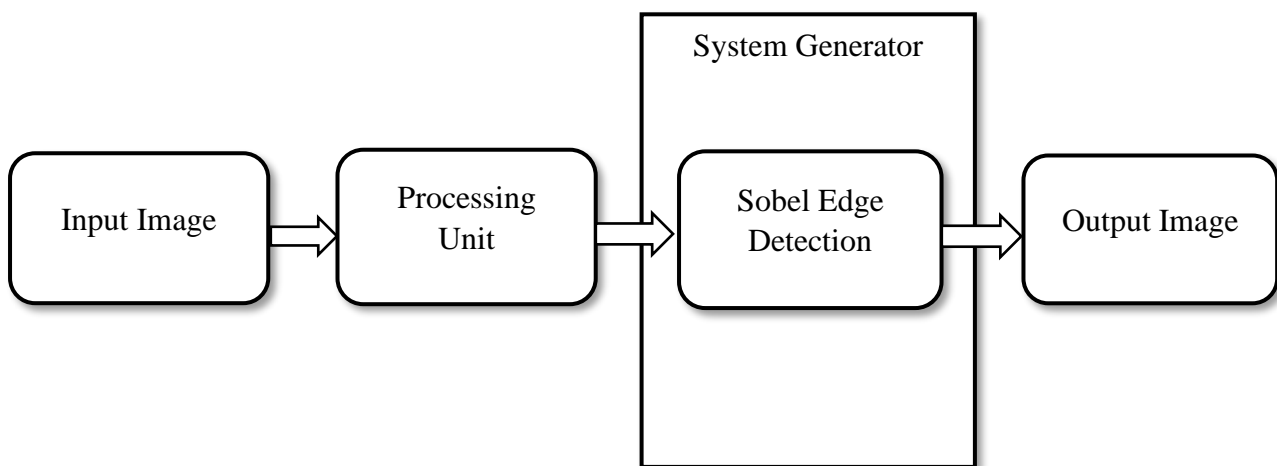 System Generator
Input Image
Processing
Unit
Sobel Edge
Detection
Output Image